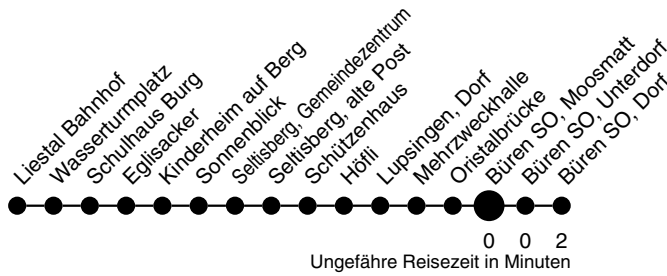 Liestal Bahnhof
Wasserturmplatz
Schulhaus Burg
Eglisacker
Kinderheim auf Berg
Sonnenblick
Seltisberg, Gemeindezentrum
Seltisberg, alte Post
Schützenhaus
Höfli
Lupsingen, Dorf
Mehrzweckhalle
Oristalbrücke
Büren SO, Moosmatt
Büren SO, Unterdorf
Büren SO, Dorf
0 0 2
Ungefähre Reisezeit in Minuten